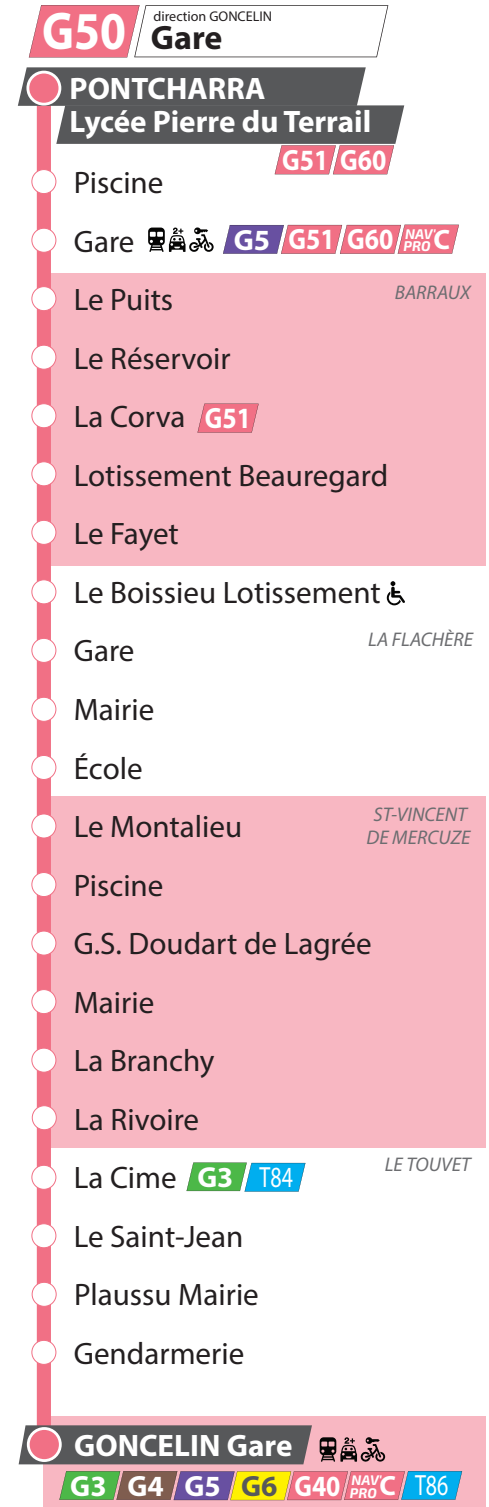 G50 direction GONCELIN
Gare
PONTCHARRA
Lycée Pierre du Terrail
G51 G60
Piscine
Gare 2+ G5 G51 G60 NAV'C PRO
Le Puits BARRAUX
Le Réservoir
La Corva G51
Lotissement Beauregard
Le Fayet
Le Boissieu Lotissement
Gare LA FLACHÈRE
Mairie
École
Le Montalieu ST-VINCENT
DE MERCUZE
Piscine
G.S. Doudart de Lagrée
Mairie
La Branchy
La Rivoire
La Cime G3 T84 LE TOUVET
Le Saint-Jean
Plaussu Mairie
Gendarmerie
GONCELIN Gare 2+
G3 G4 G5 G6 G40 NAV'C PRO T86